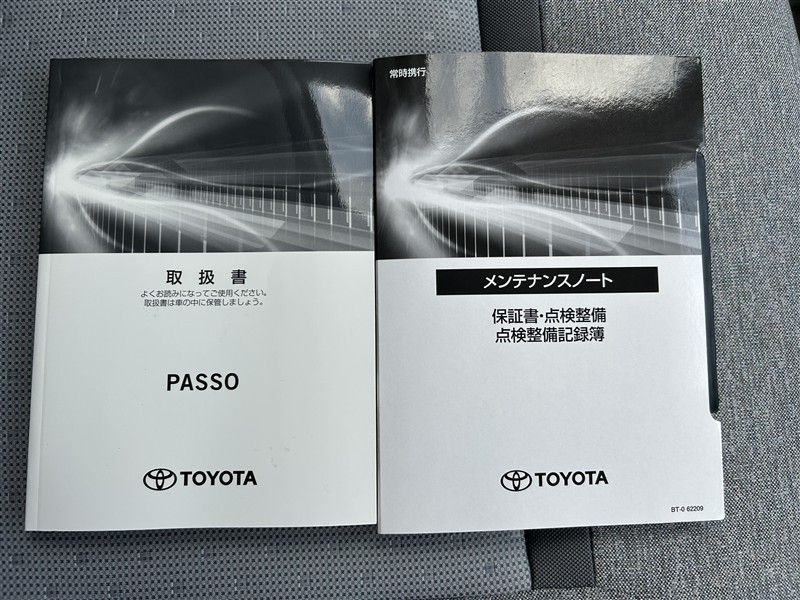 取扱書
よくお読みになってご使用ください。
取扱書は車の中に保管しましょう。
PASSO
TOYOTA
常時携行
メンテナンスノート
保証書・点検整備
点検整備記録簿
TOYOTA
BT-0 62209